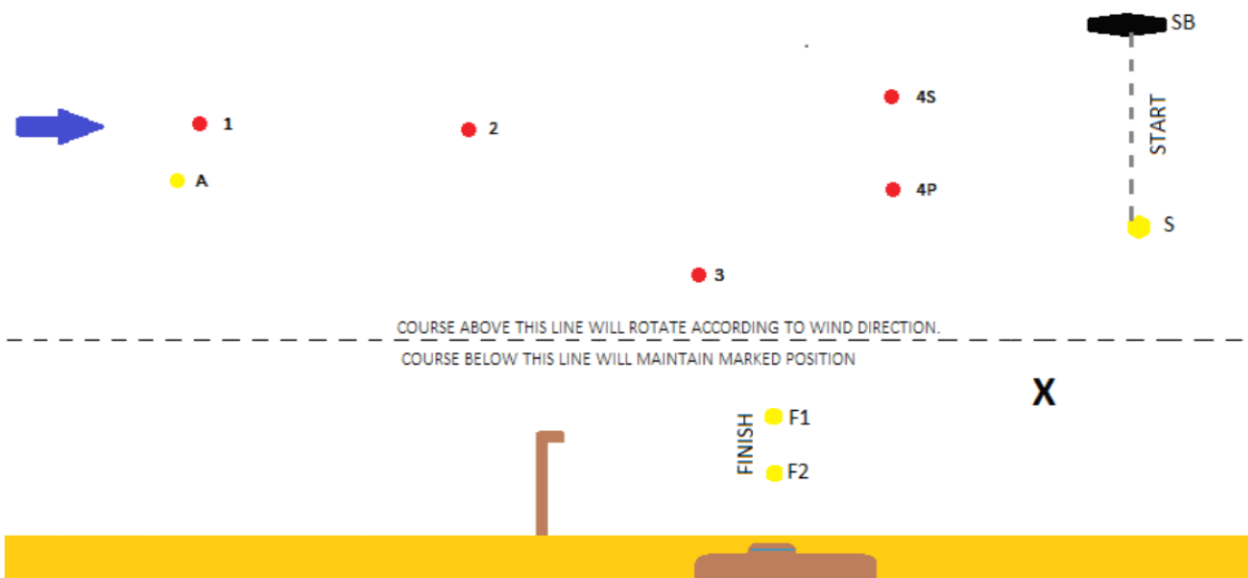 SB
4S
1
2
START
A
4P
S
3
COURSE ABOVE THIS LINE WILL ROTATE ACCORDING TO WIND DIRECTION.
COURSE BELOW THIS LINE WILL MAINTAIN MARKED POSITION
X
FINISH
F1
F2